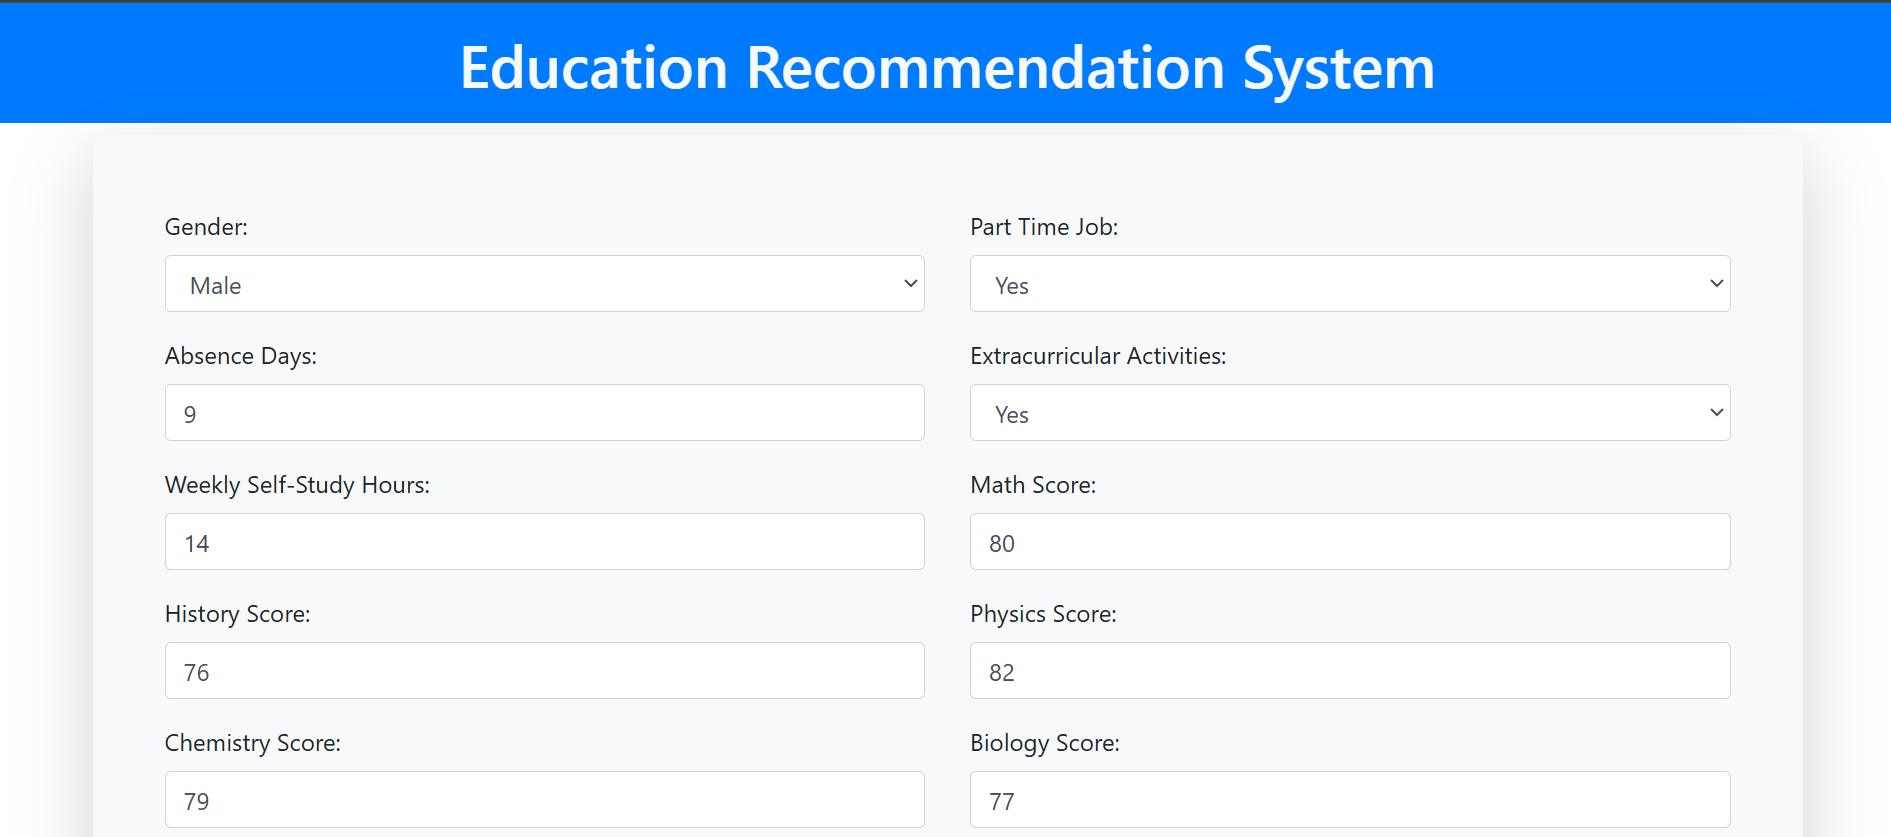 Education Recommendation System
Gender:
Part Time Job:
Male
Yes
Absence Days:
Extracurricular Activities:
9
Yes
Weekly Self-Study Hours:
Math Score:
14
80
History Score:
Physics Score:
76
82
Chemistry Score:
Biology Score:
79
77